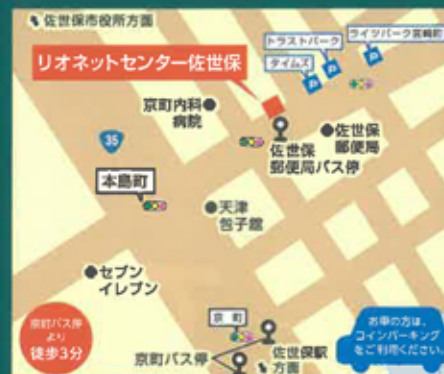 佐世保市役所方面
トラストパーク
ライツパーク宮崎町
タイムズ
リオネットセンター佐世保
京町内科
病院
佐世保
郵便局
佐世保
郵便局バス停
35
本島町
天津
包子舘
セブン
イレブン
京町
京町バス停
より
徒歩3分
京町バス停
佐世保駅
方面
お車の方は、
コインパーキング
をご利用ください。